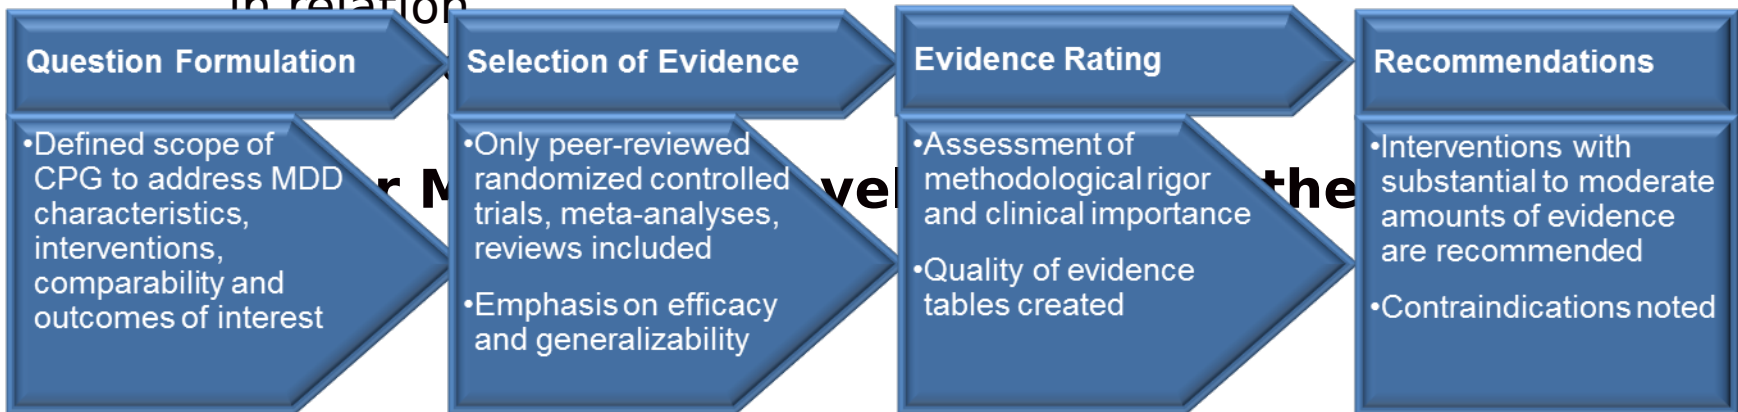 in relation
Question Formulation
•Defined scope of
CPG to address MDD
characteristics,
interventions,
comparability and
outcomes of interest
Selection of Evidence
•Only peer-reviewed
randomized controlled
trials, meta-analyses,
reviews included
•Emphasis on efficacy
and generalizability
Evidence Rating
•Assessment of
methodological rigor
and clinical importance
•Quality of evidence
tables created
Recommendations
•Interventions with
substantial to moderate
amounts of evidence
are recommended
•Contraindications noted
the